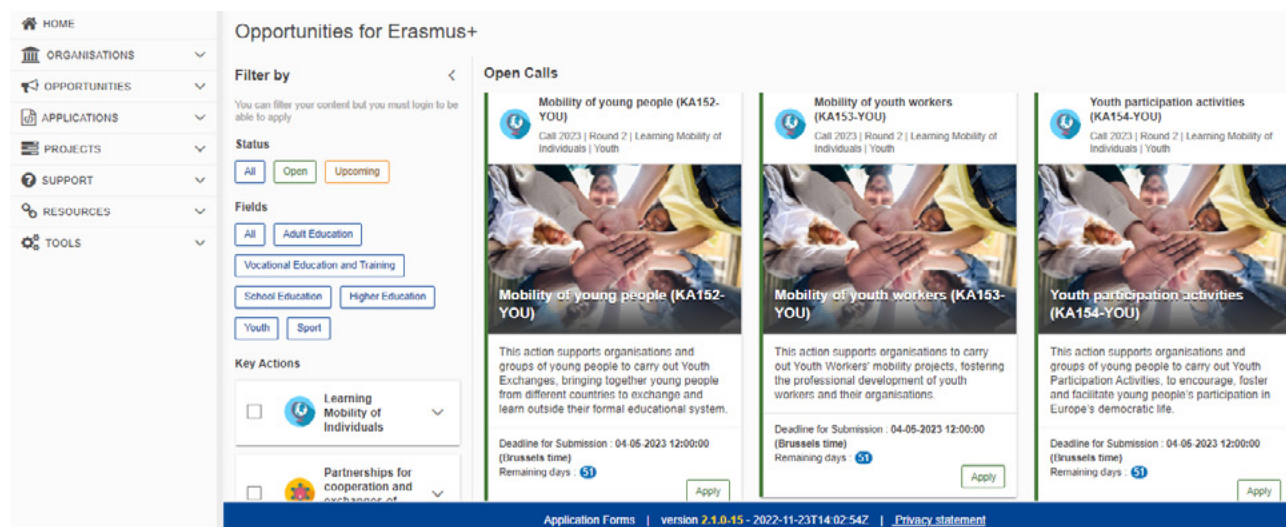 HOME
ORGANISATIONS
OPPORTUNITIES
APPLICATIONS
PROJECTS
SUPPORT
RESOURCES
TOOLS
Opportunities for Erasmus+
Filter by
You can filter your content but you must login to be
able to apply
Status
All
Open
Upcoming
Fields
All
Adult Education
Vocational Education and Training
School Education
Higher Education
Youth
Sport
Key Actions
Learning
Mobility of
Individuals
Partnerships for
cooperation and
exchanges of
Open Calls
Mobility of young people (KA152-
YOU)
Call 2023 | Round 2 | Learning Mobility of
Individuals | Youth
Mobility of young people (KA152-
YOU)
This action supports organisations and
groups of young people to carry out Youth
Exchanges, bringing together young people
from different countries to exchange and
learn outside their formal educational system.
Deadline for Submission : 04-05-2023 12:00:00
(Brussels time)
Remaining days : 51
Apply
Mobility of youth workers
(KA153-YOU)
Call 2023 | Round 2 | Learning Mobility of
Individuals | Youth
Mobility of youth workers (KA153-
YOU)
This action supports organisations to carry
out Youth Workers' mobility projects, fostering
the professional development of youth
workers and their organisations.
Deadline for Submission : 04-05-2023 12:00:00
(Brussels time)
Remaining days : 51
Apply
Youth participation activities
(KA154-YOU)
Call 2023 | Round 2 | Learning Mobility of
Individuals | Youth
Youth participation activities
(KA154-YOU)
This action supports organisations and
groups of young people to carry out Youth
Participation Activities, to encourage, foster
and facilitate young people's participation in
Europe's democratic life.
Deadline for Submission : 04-05-2023 12:00:00
(Brussels time)
Remaining days : 51
Apply
Application Forms | version 2.1.0-15 - 2022-11-23T14:02:54Z | Privacy statement